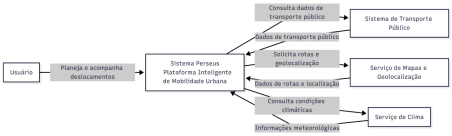 Usuário
Planeja e acompanha
deslocamentos
Sistema Perseus
Plataforma Inteligente
de Mobilidade Urbana
Consulta dados de
transporte público
Dados de transporte público
Solicita rotas e
geolocalização
Dados de rotas e localização
Consulta condições
climáticas
Informações meteorológicas
Sistema de Transporte
Público
Serviço de Mapas e
Geolocalização
Serviço de Clima